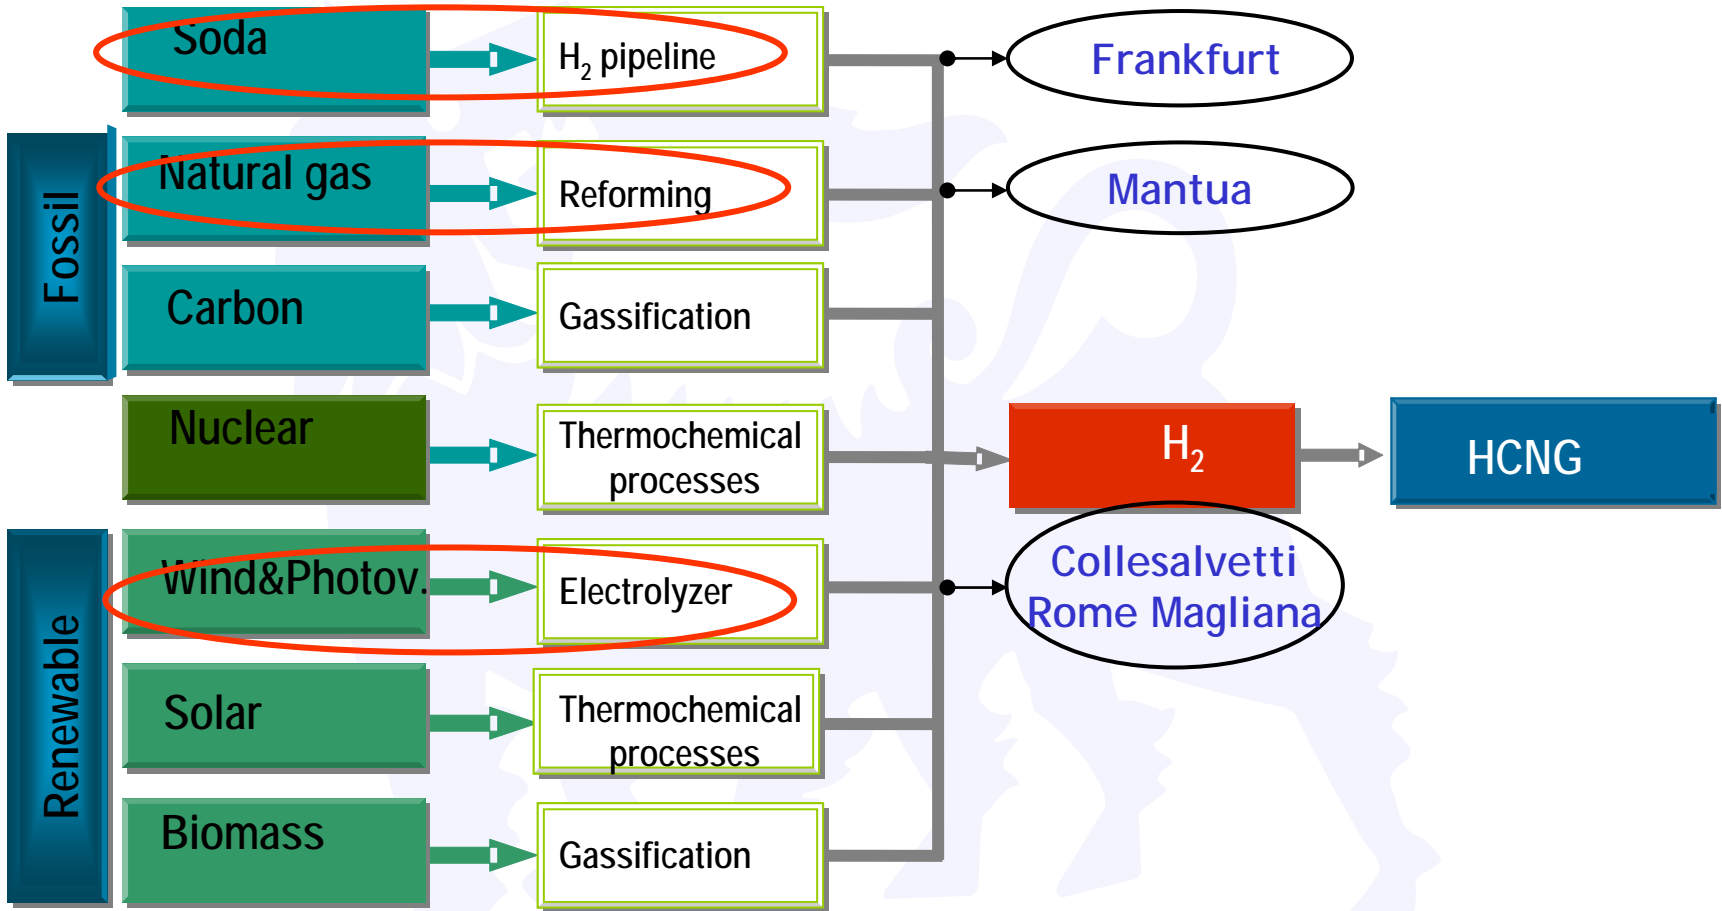 Soda
H₂ pipeline
Frankfurt
Fossil
Natural gas
Reforming
Mantua
Carbon
Gassification
Nuclear
Thermochemical
processes
H₂
HCNG
Renewable
Wind&Photov.
Electrolyzer
Collesalvetti
Rome Magliana
Solar
Thermochemical
processes
Biomass
Gassification